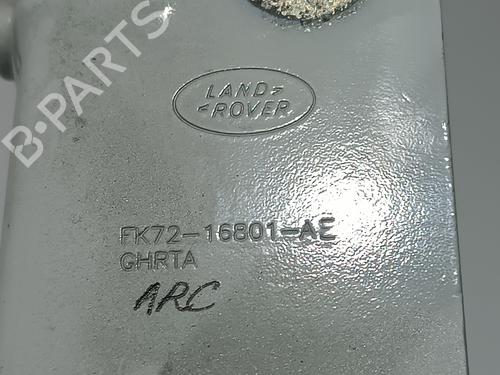 B-PARTS
LAND
ROVER
FK72-16801-AE
GHRTA
ARC